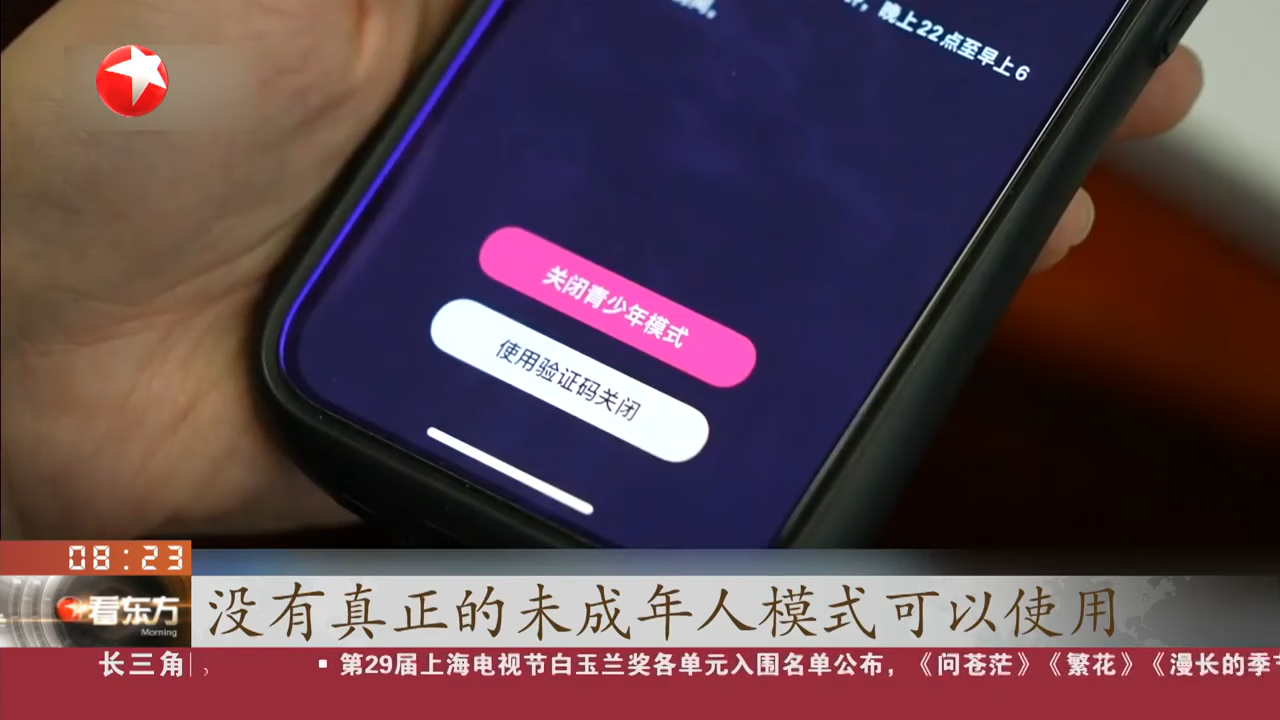 晚上22点至早上6
关闭青少年模式
使用验证码关闭
08:23
看东方
Morning
没有真正的未成年人模式可以使用
长三角
■ 第29届上海电视节白玉兰奖各单元入围名单公布，《问苍茫》《繁花》《漫长的季节